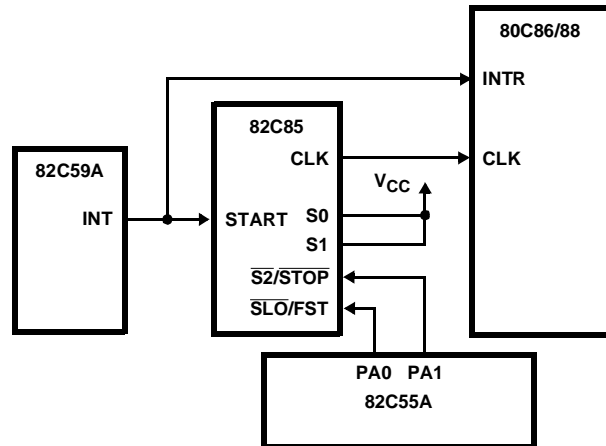 80C86/88
INTR
82C85
CLK
CLK
82C59A
VCC
INT
START
S0
S1
S2/STOP
SLO/FST
PA0 PA1
82C55A